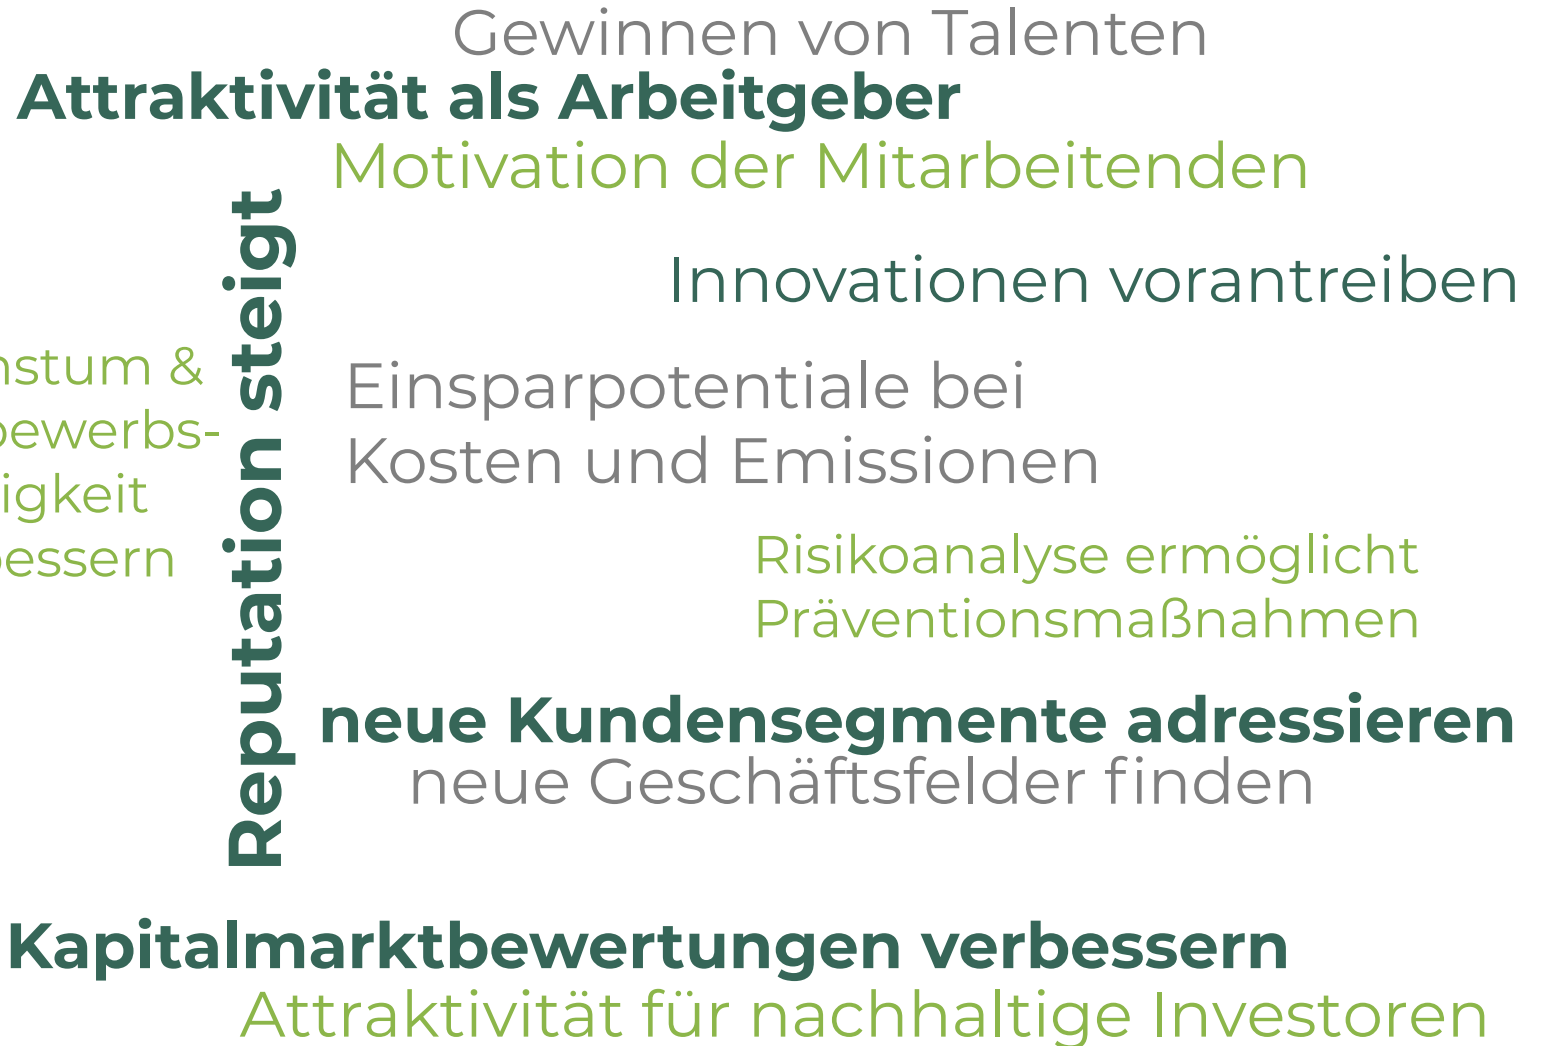 Gewinnen von Talenten
Attraktivität als Arbeitgeber
Motivation der Mitarbeitenden
Reputation steigt
Innovationen vorantreiben
Einsparpotentiale bei
Kosten und Emissionen
Risikoanalyse ermöglicht
Präventionsmaßnahmen
neue Kundensegmente adressieren
neue Geschäftsfelder finden
Kapitalmarktbewertungen verbessern
Attraktivität für nachhaltige Investoren